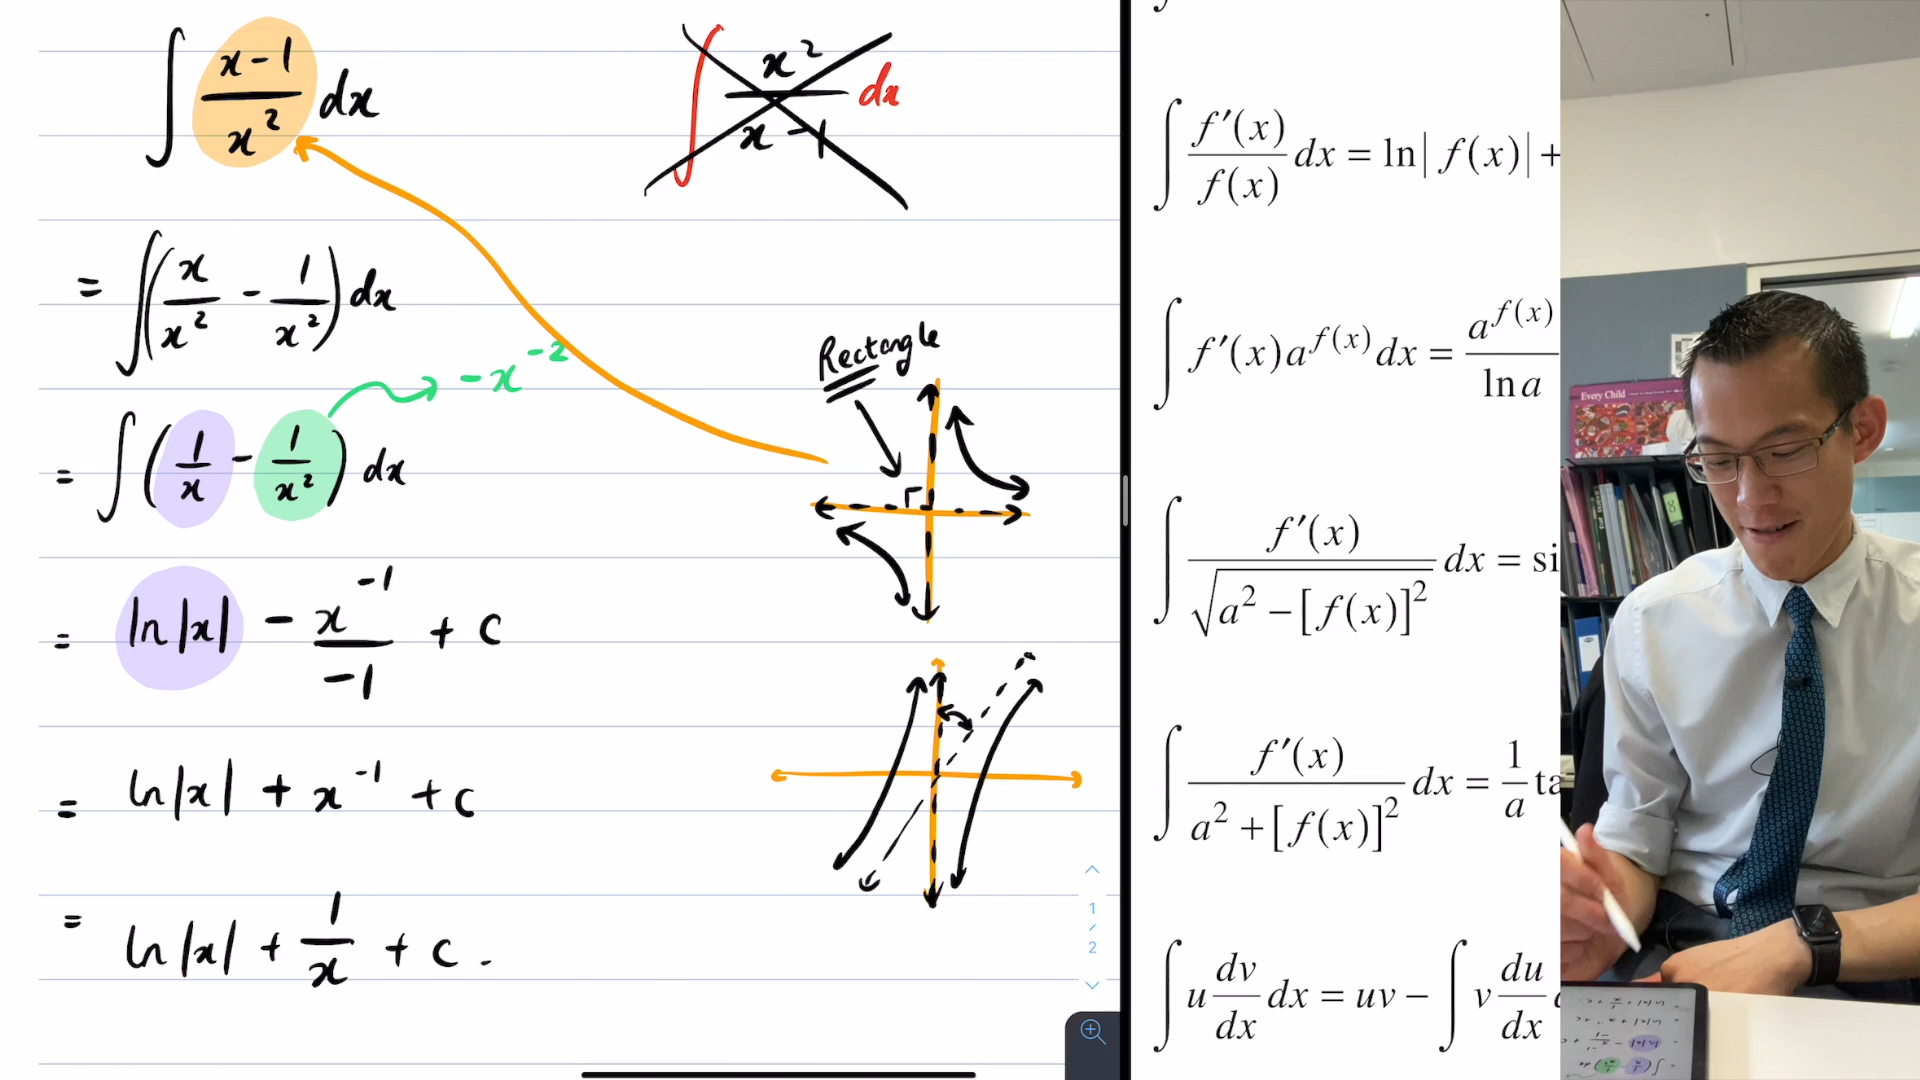 ∫ (x-1)/x² dx
∫ x²/(x-1) dx
= ∫(x/x² - 1/x²) dx
-x⁻²
= ∫(1/x - 1/x²) dx
= ln|x| - x⁻¹/-1 + c
= ln|x| + x⁻¹ + c
= ln|x| + 1/x + c.
Rectangle
1
/
2
∫ f′(x)/f(x) dx = ln| f(x)| +
∫ f′(x)a^f(x) dx = a^f(x)/ln a
∫ f′(x)/√(a² − [f(x)]²) dx = si
∫ f′(x)/(a² + [f(x)]²) dx = 1/a ta
∫ u dv/dx dx = uv − ∫ v du/dx
Every Child